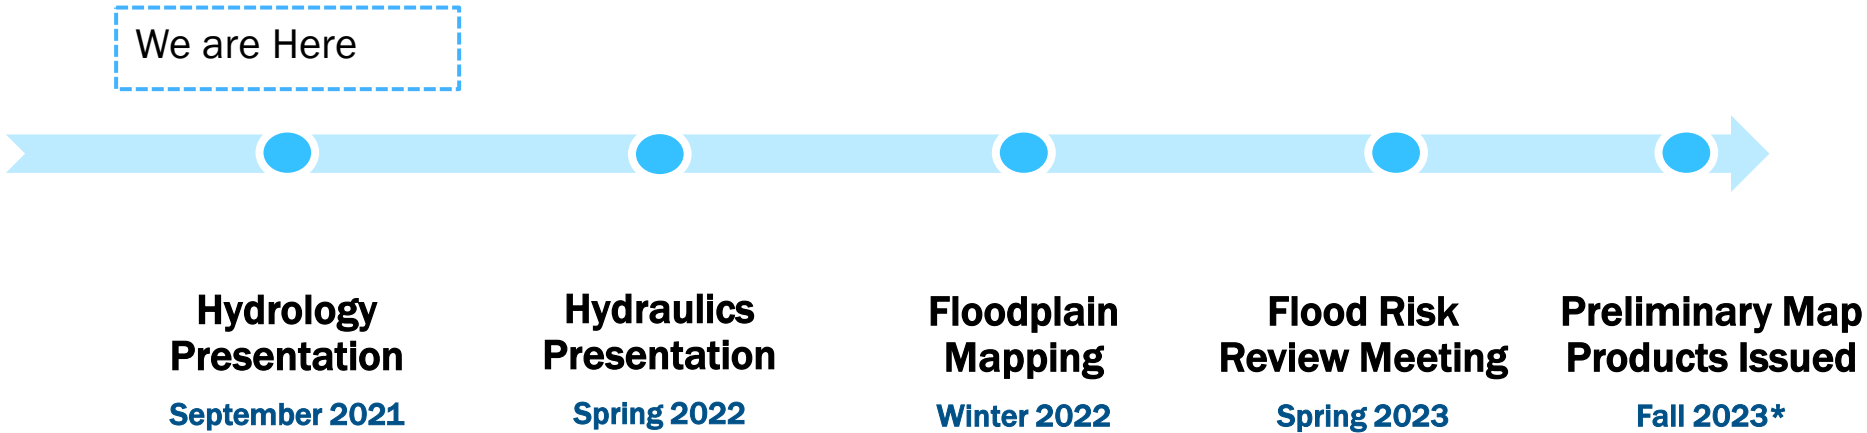 We are Here
Hydrology
Presentation
September 2021
Hydraulics
Presentation
Spring 2022
Floodplain
Mapping
Winter 2022
Flood Risk
Review Meeting
Spring 2023
Preliminary Map
Products Issued
Fall 2023*